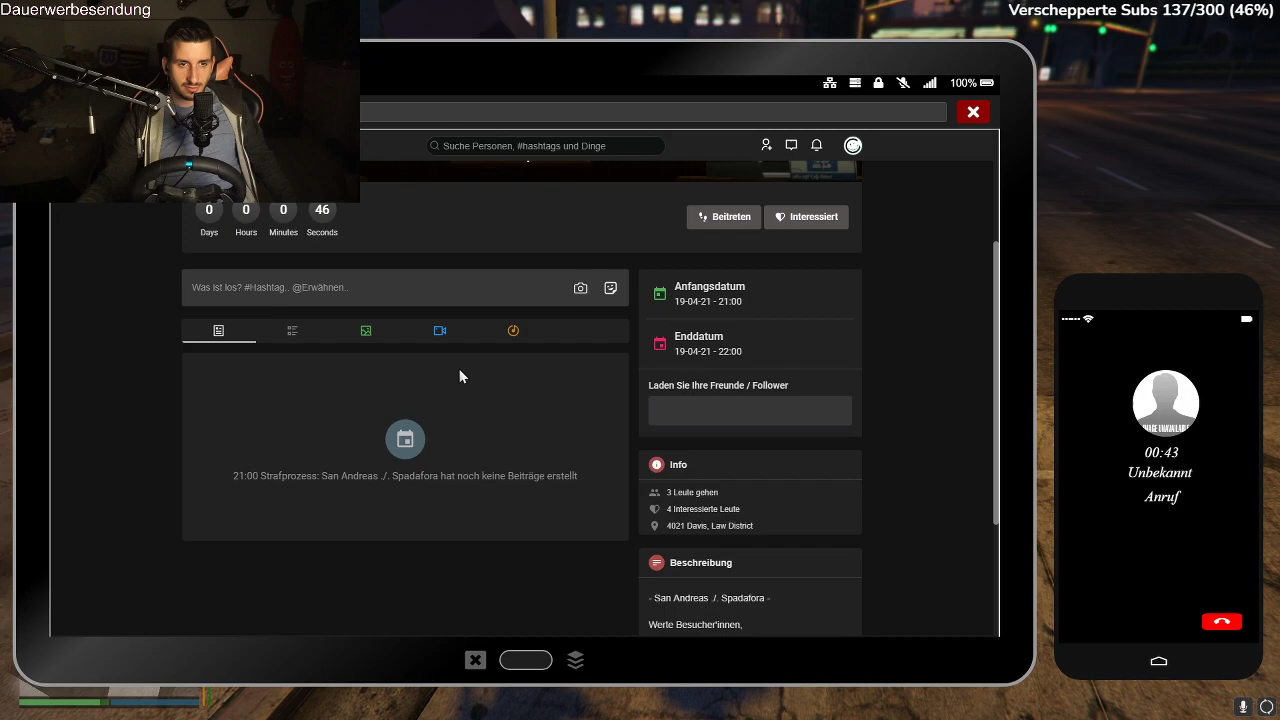 Dauerwerbesendung
Verschepperte Subs 137/300 (46%)
100%
Suche Personen, #hashtags und Dinge
0 0 0 46
Days Hours Minutes Seconds
Beitreten
Interessiert
Was ist los? #Hashtag.. @Erwähnen..
Anfangsdatum
19-04-21 - 21:00
Enddatum
19-04-21 - 22:00
Laden Sie Ihre Freunde / Follower
21:00 Strafprozess: San Andreas ./. Spadafora hat noch keine Beiträge erstellt
Info
3 Leute gehen
4 Interessierte Leute
4021 Davis, Law District
Beschreibung
- San Andreas ./. Spadafora -
Werte Besucher'innen,
00:43
Unbekannt
Anruf